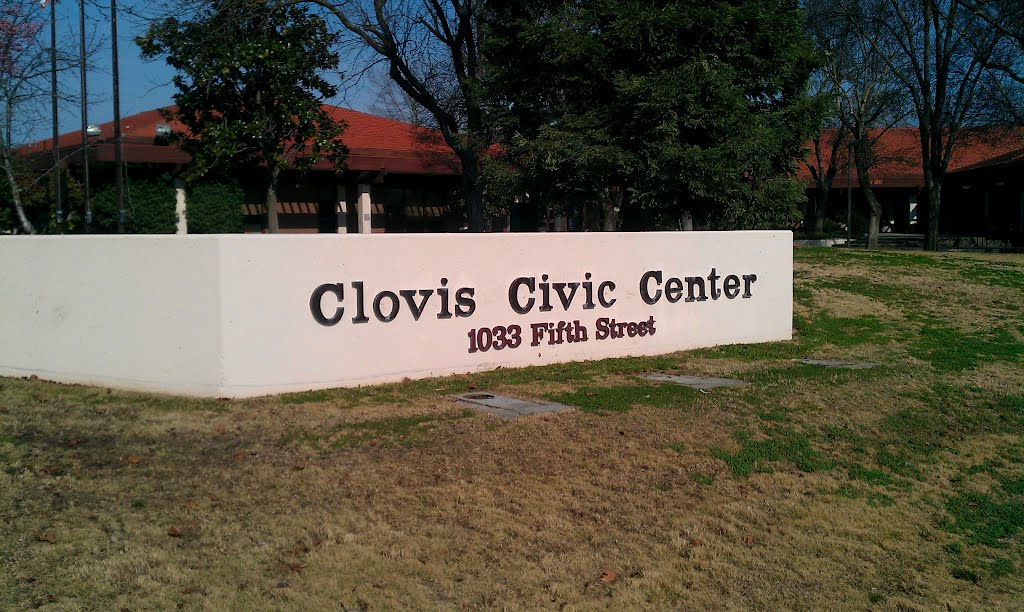 Clovis Civic Center
1033 Fifth Street